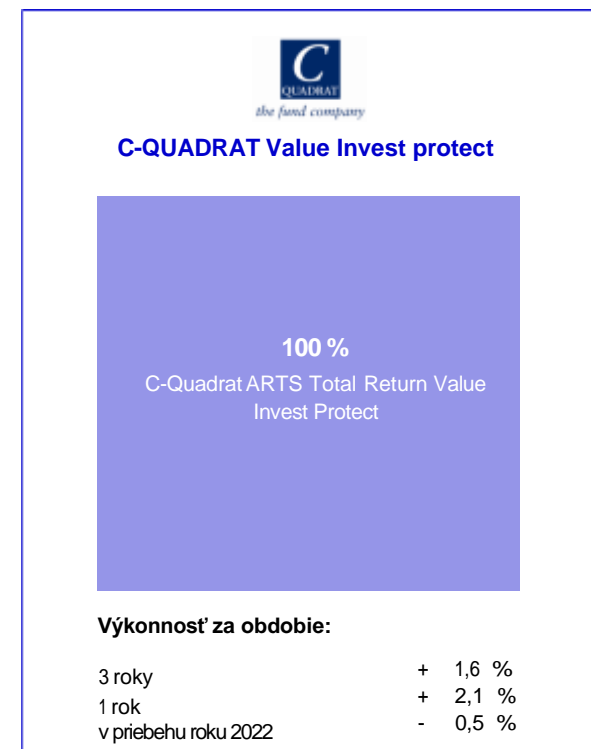 C
QUADRAT
the fund company
C-QUADRAT Value Invest protect
100 %
C-Quadrat ARTS Total Return Value
Invest Protect
Výkonnosť za obdobie:
3 roky + 1,6 %
1 rok + 2,1 %
v priebehu roku 2022 - 0,5 %